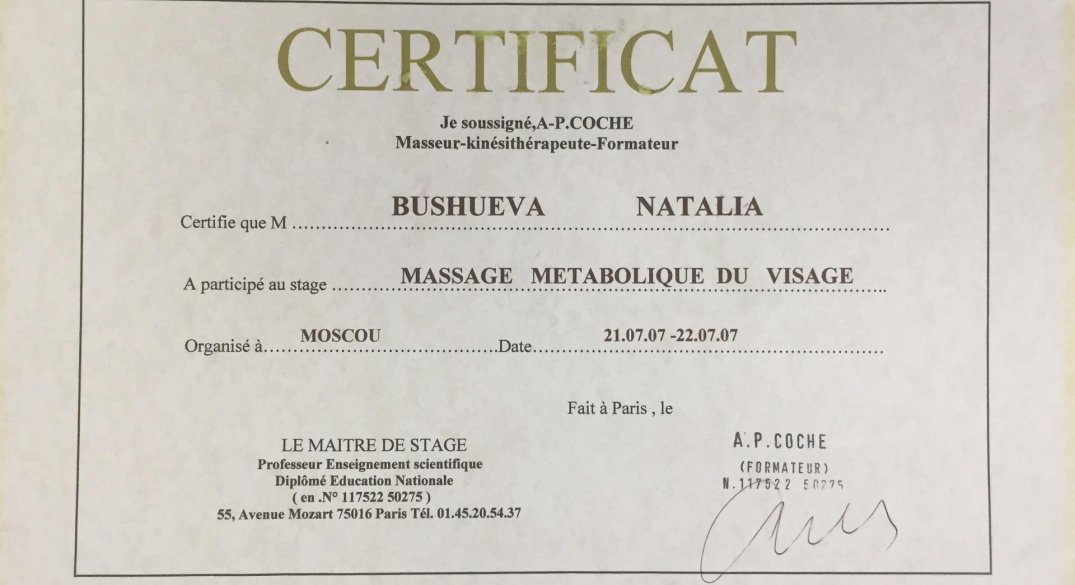 CERTIFICAT
Je soussigné,A-P.COCHE
Masseur-kinésithérapeute-Formateur
Certifie que M BUSHUEVA NATALIA
A participé au stage MASSAGE METABOLIQUE DU VISAGE
Organisé à MOSCOU Date 21.07.07 -22.07.07
Fait à Paris , le
LE MAITRE DE STAGE
Professeur Enseignement scientifique
Diplômé Education Nationale
( en .N° 117522 50275 )
55, Avenue Mozart 75016 Paris Tél. 01.45.20.54.37
A.P.COCHE
(FORMATEUR)
N.117522 50275